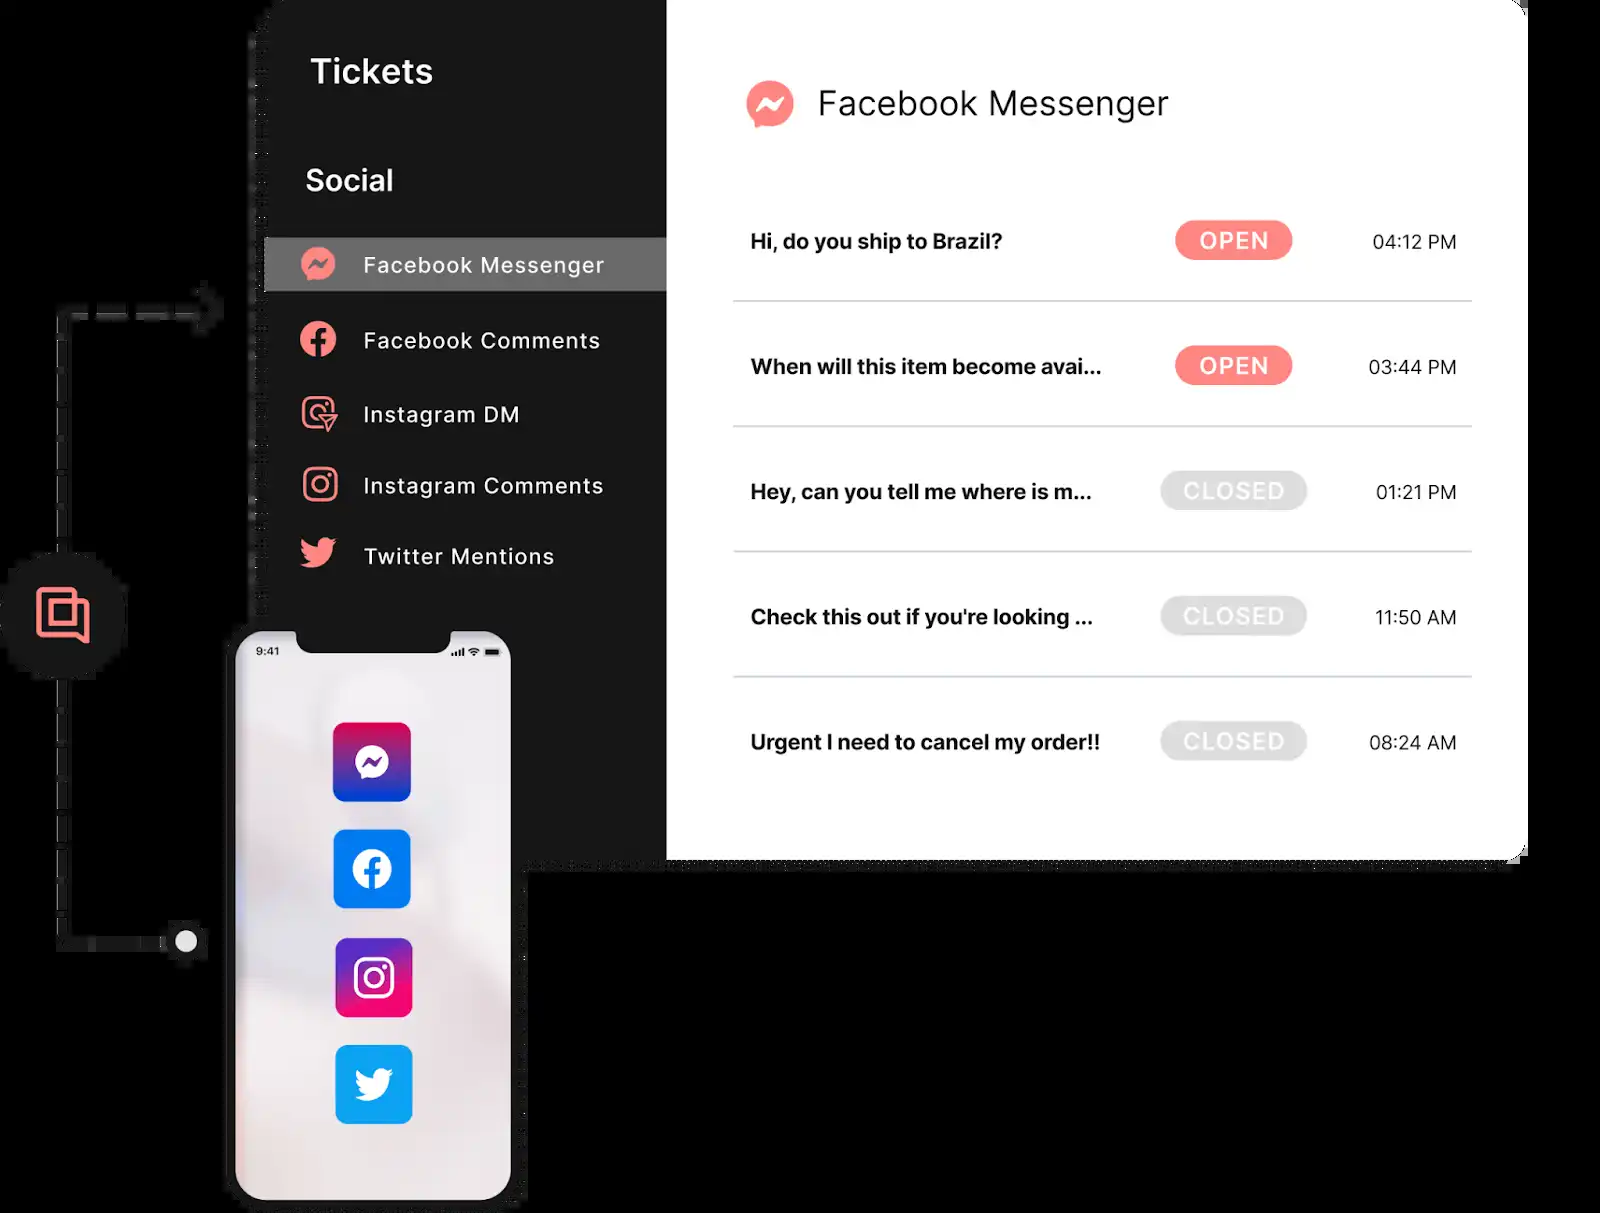 Tickets
Social
Facebook Messenger
Facebook Comments
Instagram DM
Instagram Comments
Twitter Mentions
9:41
Facebook Messenger
Hi, do you ship to Brazil? OPEN 04:12 PM
When will this item become avai... OPEN 03:44 PM
Hey, can you tell me where is m... CLOSED 01:21 PM
Check this out if you're looking ... CLOSED 11:50 AM
Urgent I need to cancel my order!! CLOSED 08:24 AM